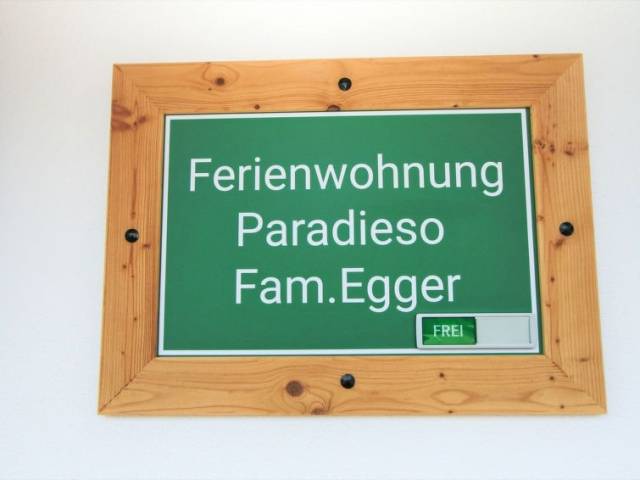 Ferienwohnung
Paradieso
Fam.Egger
FREI